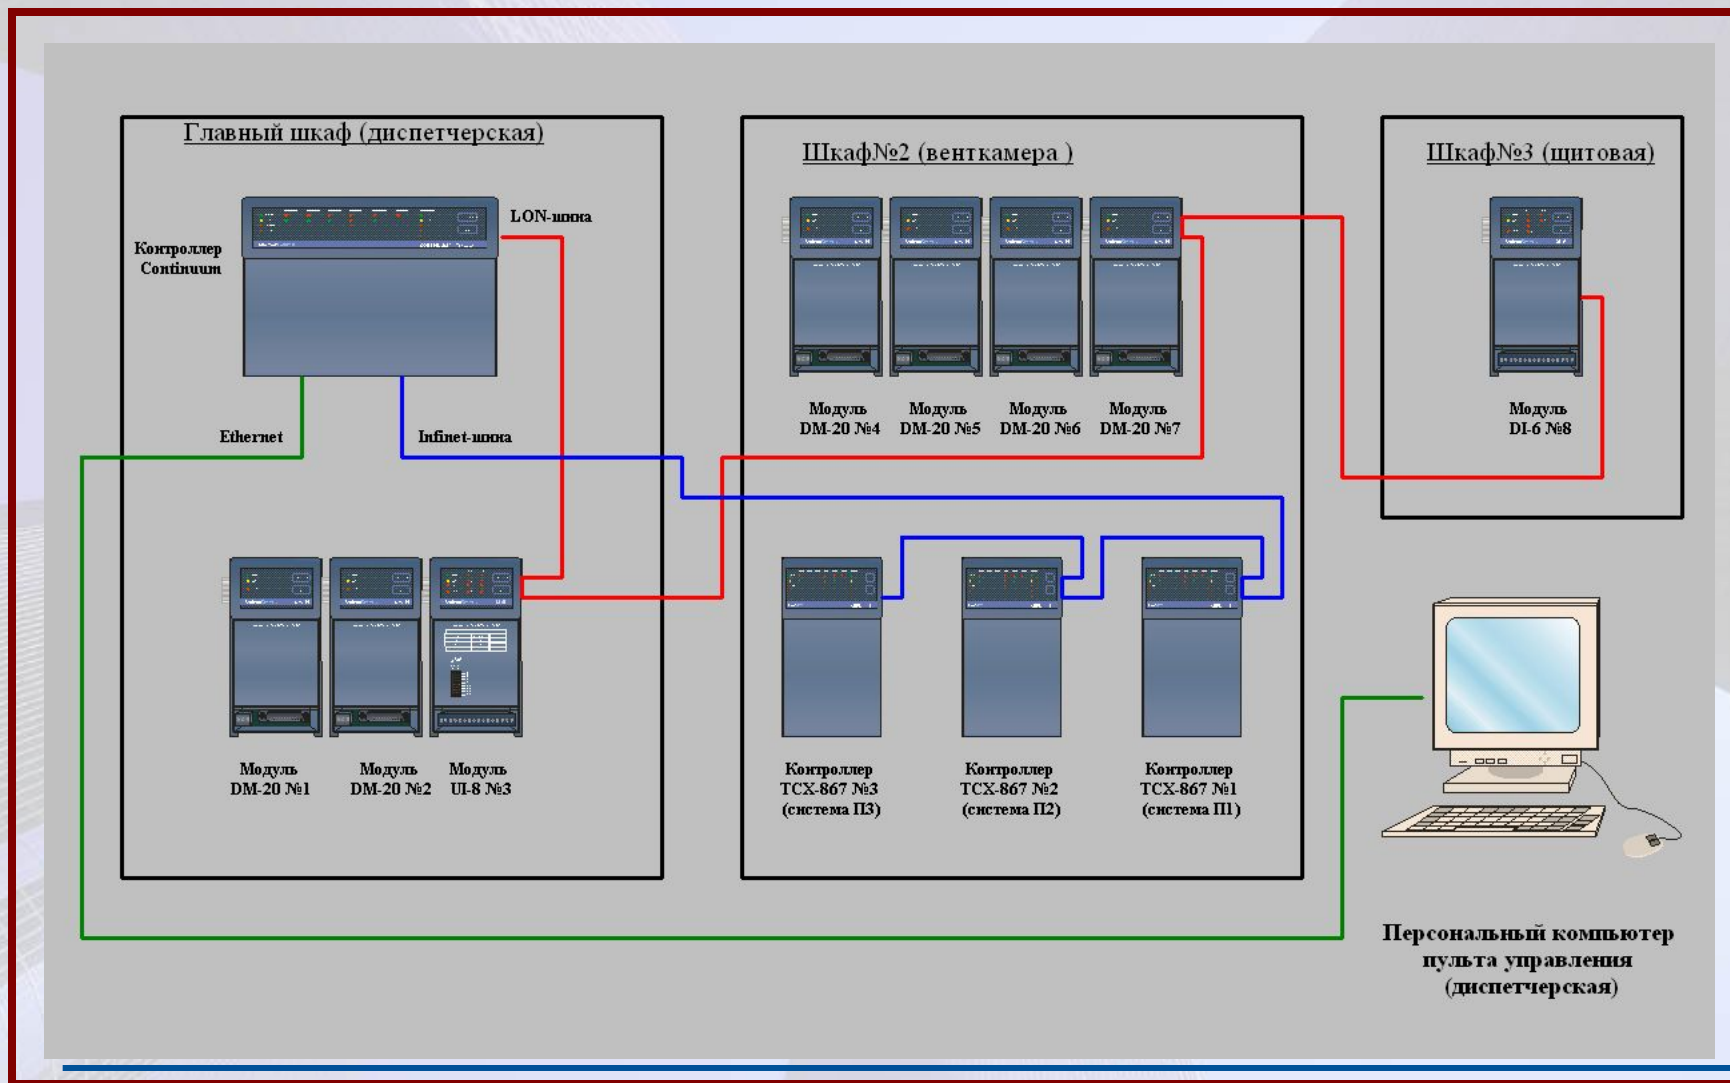 Главный шкаф (диспетчерская)
LON-шина
Контроллер
Continuum
Ethernet
Infinet-шина
Модуль
DM-20 №1
Модуль
DM-20 №2
Модуль
UI-8 №3
Шкаф№2 (венткамера )
Модуль
DM-20 №4
Модуль
DM-20 №5
Модуль
DM-20 №6
Модуль
DM-20 №7
Контроллер
TCX-867 №3
(система П3)
Контроллер
TCX-867 №2
(система П2)
Контроллер
TCX-867 №1
(система П1)
Шкаф№3 (щитовая)
Модуль
DI-6 №8
Персональный компьютер
пульта управления
(диспетчерская)